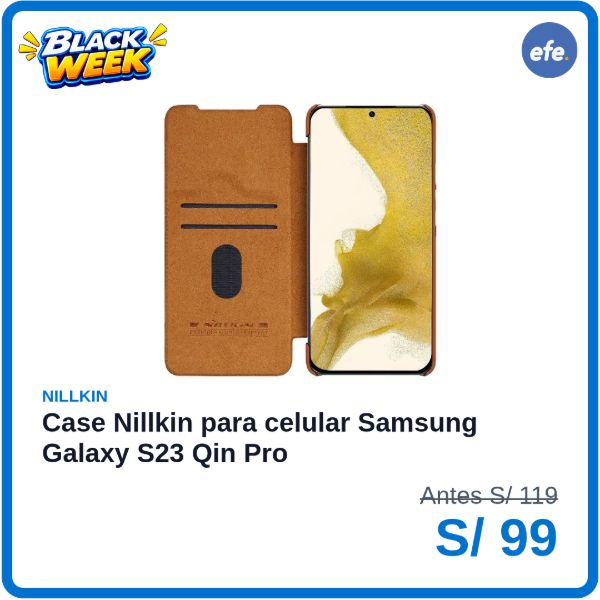 BLACK
WEEK
efe.
NILLKIN
Case Nillkin para celular Samsung
Galaxy S23 Qin Pro
Antes S/ 119
S/ 99